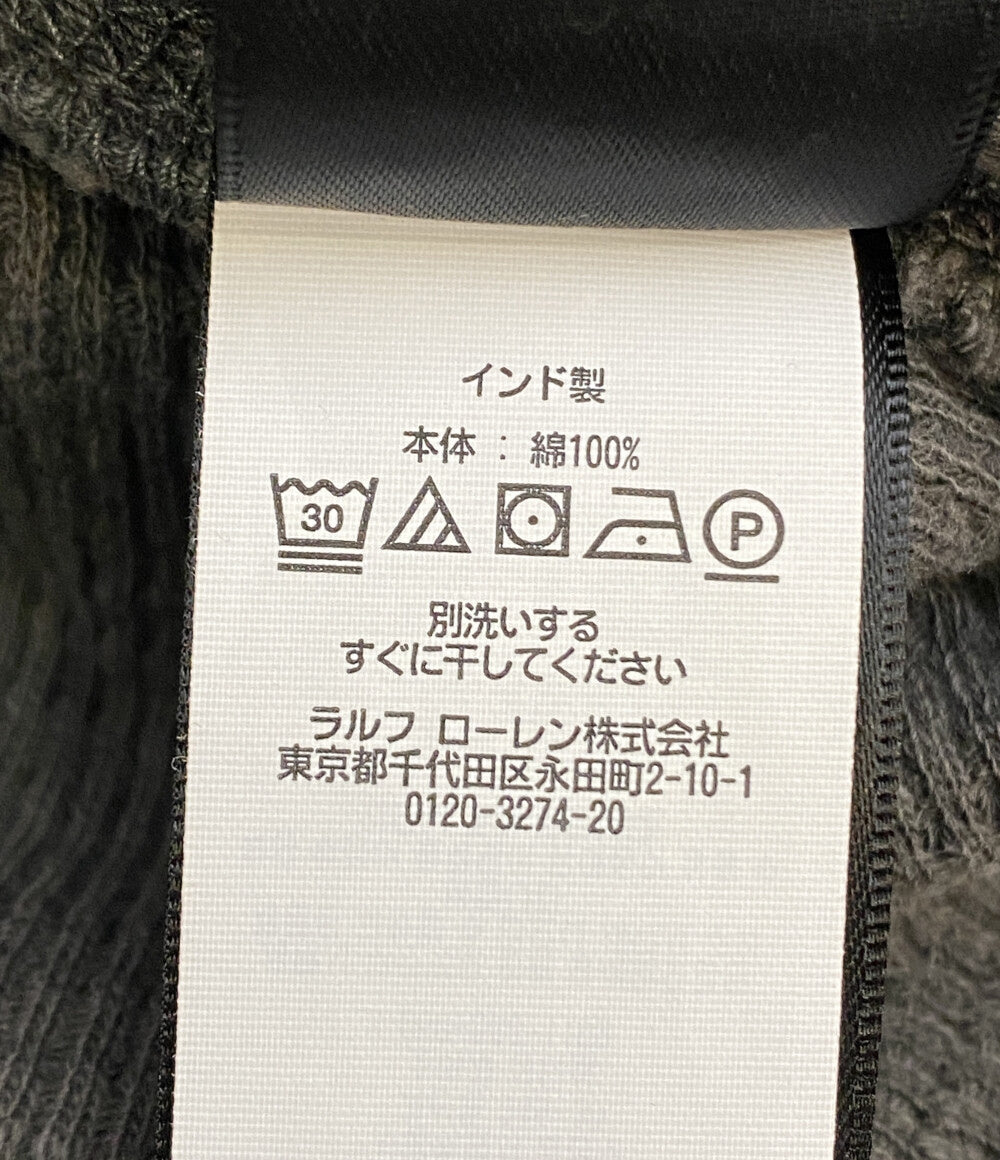 インド製
本体 : 綿100%
30
P
別洗いする
すぐに干してください
ラルフ ローレン株式会社
東京都千代田区永田町2-10-1
0120-3274-20